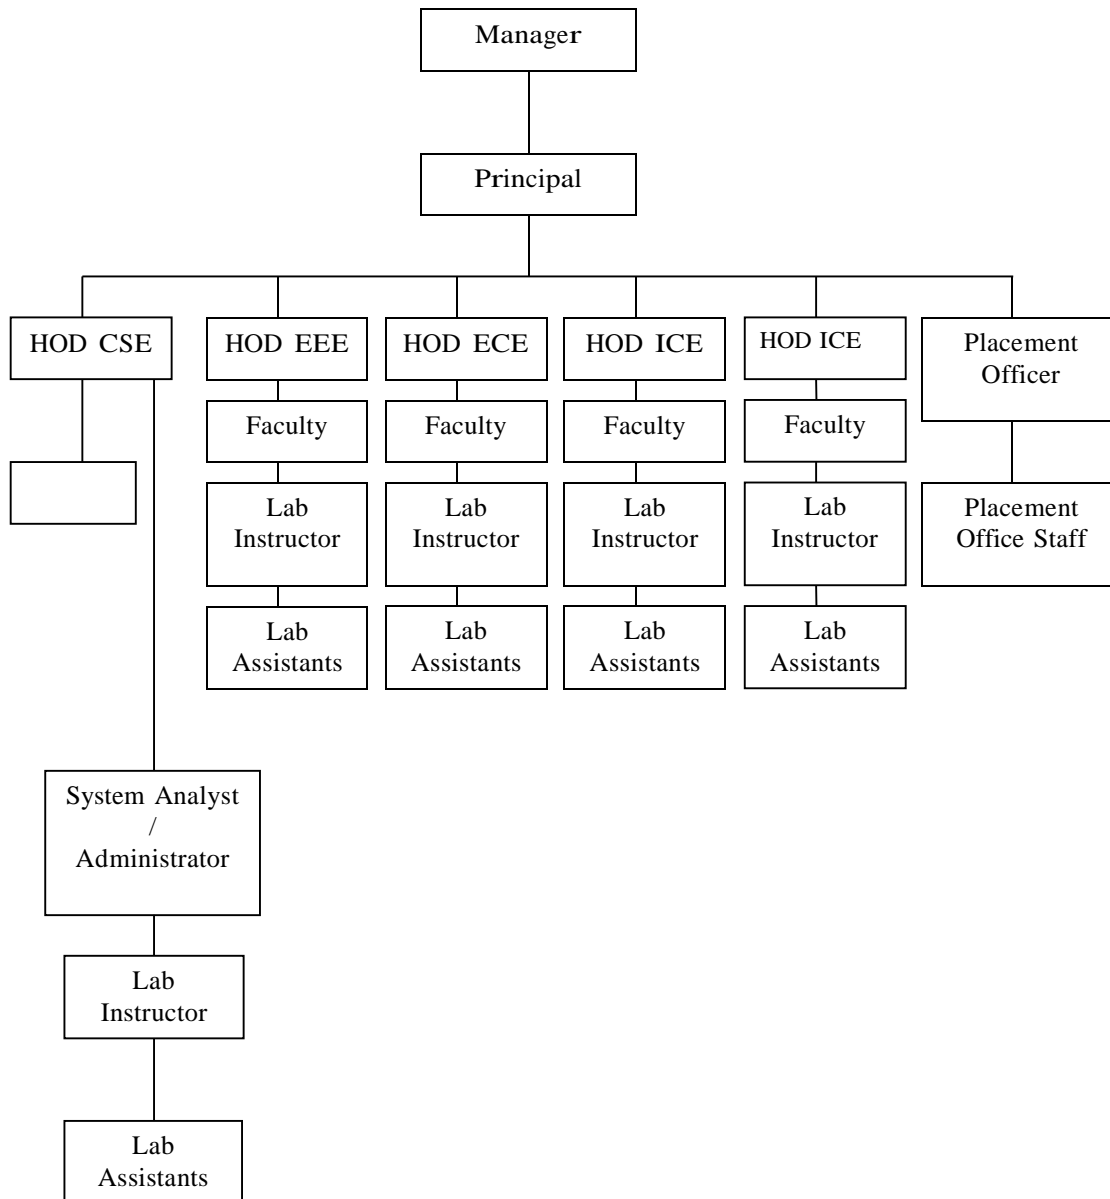 Manager
Principal
HOD CSE
HOD EEE
HOD ECE
HOD ICE
HOD ICE
Placement
Officer
Faculty
Faculty
Faculty
Faculty
Lab
Instructor
Lab
Instructor
Lab
Instructor
Lab
Instructor
Placement
Office Staff
Lab
Assistants
Lab
Assistants
Lab
Assistants
Lab
Assistants
System Analyst
/
Administrator
Lab
Instructor
Lab
Assistants